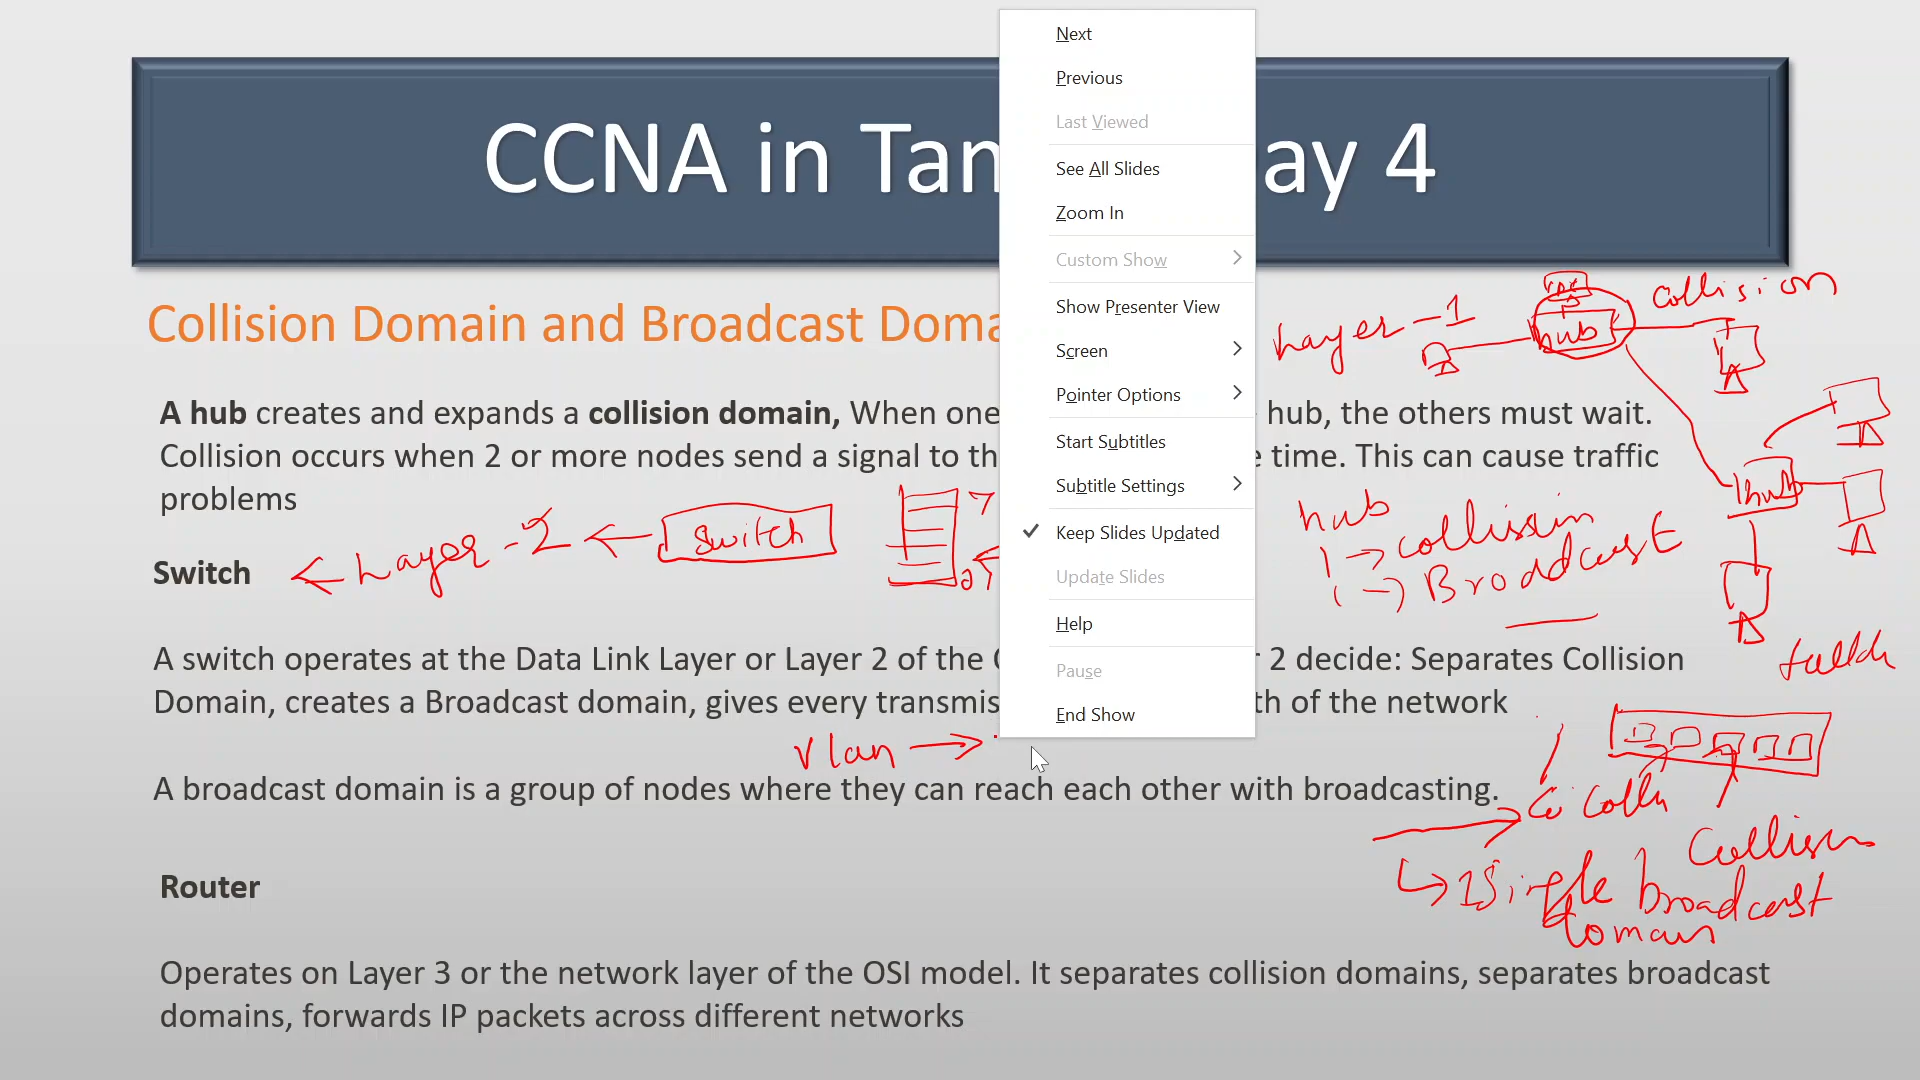 CCNA in Tan ay 4
Collision Domain and Broadcast Doma
A hub creates and expands a collision domain, When one hub, the others must wait.
Collision occurs when 2 or more nodes send a signal to th e time. This can cause traffic
problems
Switch
A switch operates at the Data Link Layer or Layer 2 of the r 2 decide: Separates Collision
Domain, creates a Broadcast domain, gives every transmis th of the network
A broadcast domain is a group of nodes where they can reach each other with broadcasting.
Router
Operates on Layer 3 or the network layer of the OSI model. It separates collision domains, separates broadcast
domains, forwards IP packets across different networks
Next
Previous
Last Viewed
See All Slides
Zoom In
Custom Show
Show Presenter View
Screen
Pointer Options
Start Subtitles
Subtitle Settings
Keep Slides Updated
Update Slides
Help
Pause
End Show
Layer -2
Switch
7
vlan
Layer -1
hub
collision
hub
hub
1 → collision
1 → Broadcast
Collision
1 Single broadcast
domain